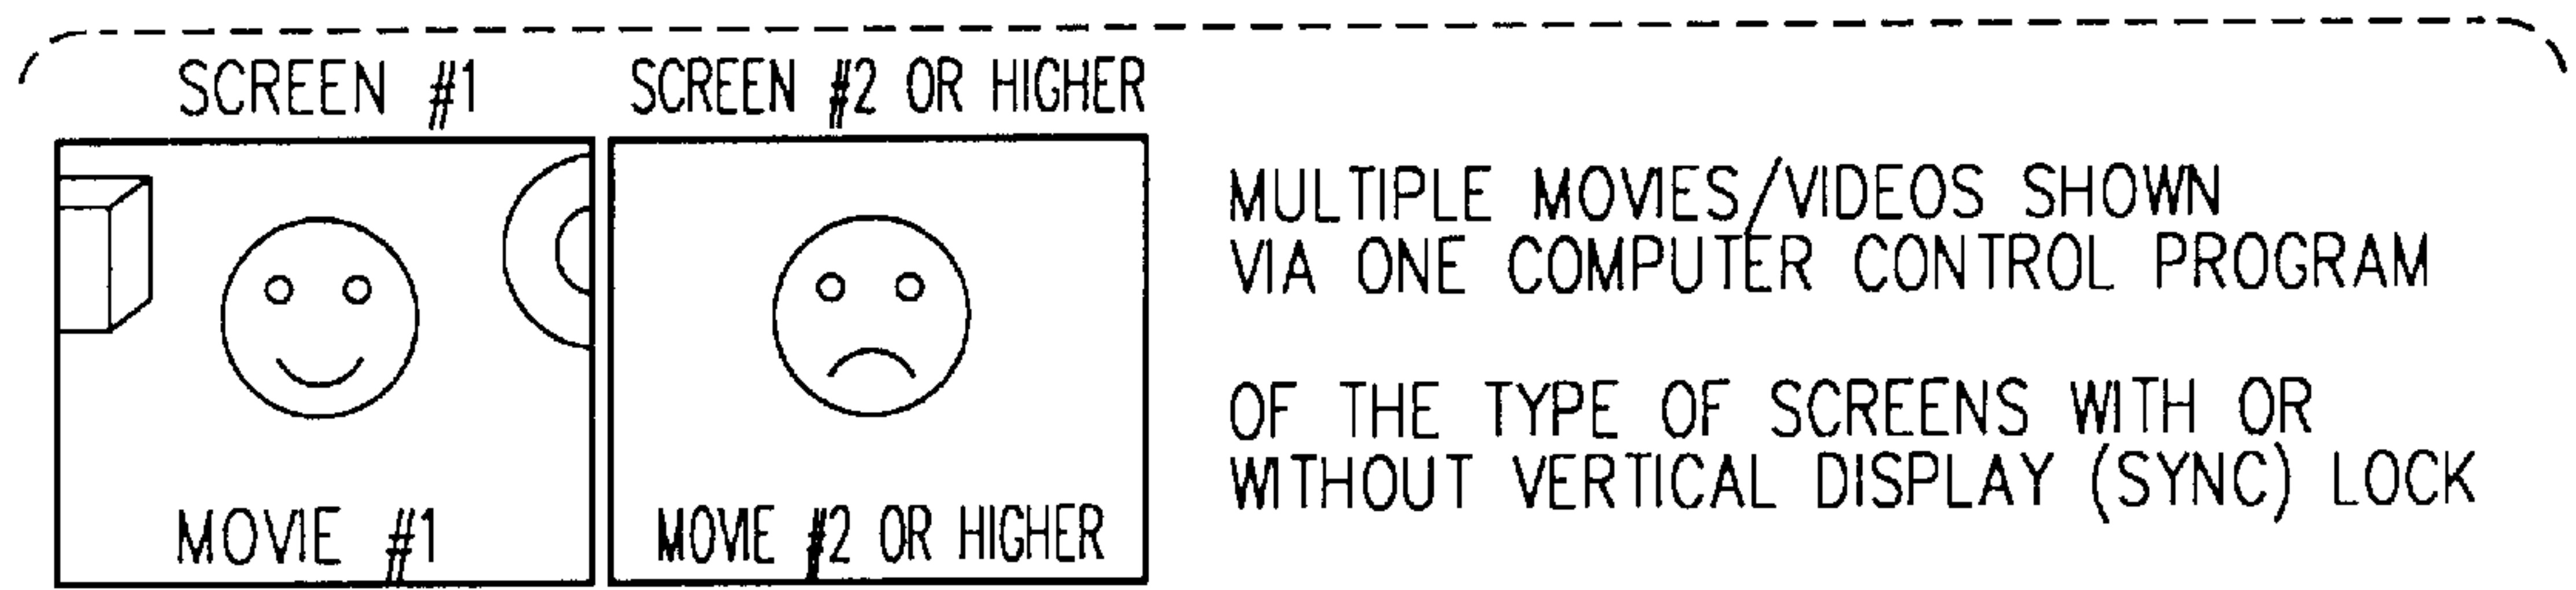 SCREEN #1
SCREEN #2 OR HIGHER
MOVIE #1
MOVIE #2 OR HIGHER
MULTIPLE MOVIES/VIDEOS SHOWN
VIA ONE COMPUTER CONTROL PROGRAM
OF THE TYPE OF SCREENS WITH OR
WITHOUT VERTICAL DISPLAY (SYNC) LOCK